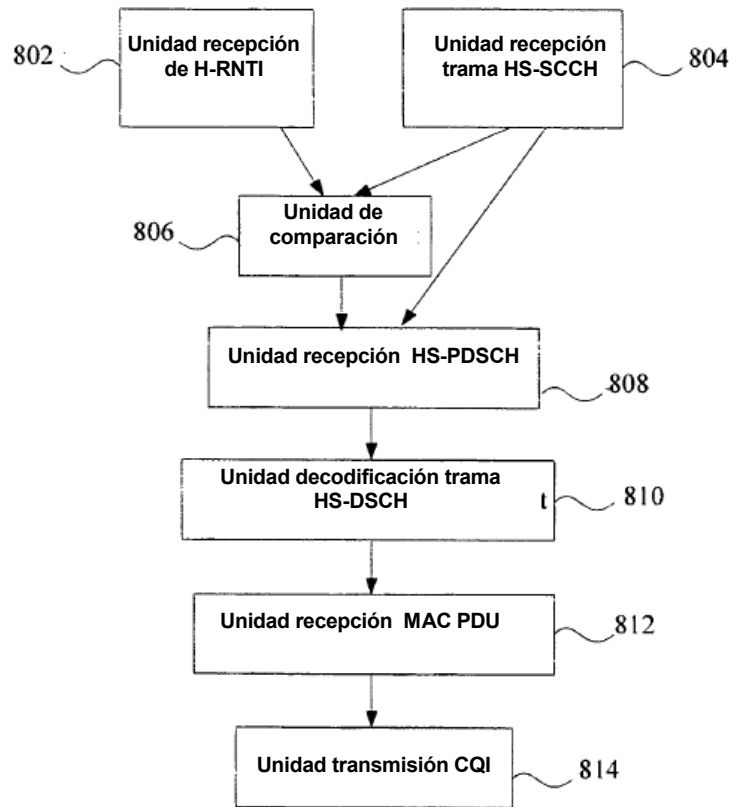 802
Unidad recepción
de H-RNTI
Unidad recepción
trama HS-SCCH
804
806
Unidad de
comparación
Unidad recepción HS-PDSCH
808
Unidad decodificación trama
HS-DSCH
t
810
Unidad recepción MAC PDU
812
Unidad transmisión CQI
814